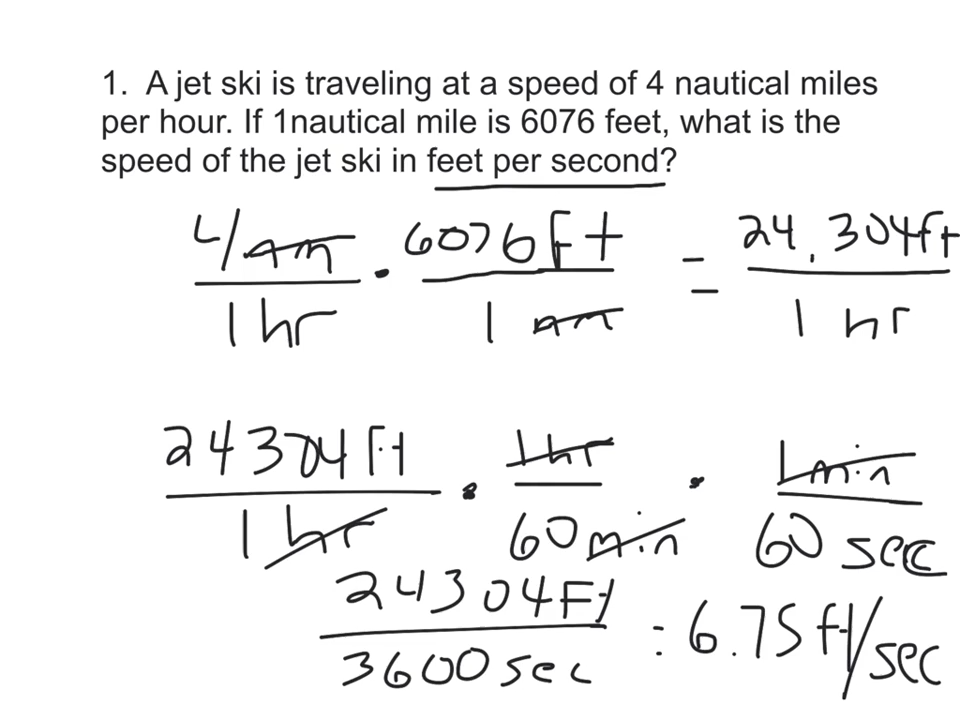 1. A jet ski is traveling at a speed of 4 nautical miles
per hour. If 1nautical mile is 6076 feet, what is the
speed of the jet ski in feet per second?
4 nm / 1 hr · 6076 Ft / 1 nm = 24,304 ft / 1 hr
24304 Ft / 1 hr · 1 hr / 60 min · 1 min / 60 sec
24304 Ft / 3600 sec = 6.75 ft/sec